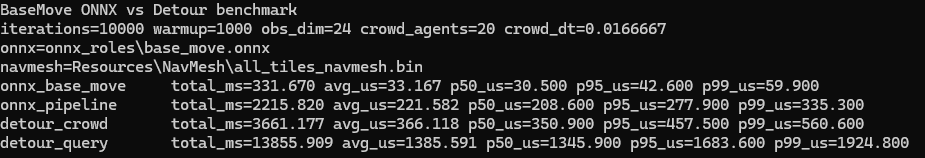 BaseMove ONNX vs Detour benchmark
iterations=10000 warmup=1000 obs_dim=24 crowd_agents=20 crowd_dt=0.0166667
onnx=onnx_roles\base_move.onnx
navmesh=Resources\NavMesh\all_tiles_navmesh.bin
onnx_base_move      total_ms=331.670 avg_us=33.167 p50_us=30.500 p95_us=42.600 p99_us=59.900
onnx_pipeline       total_ms=2215.820 avg_us=221.582 p50_us=208.600 p95_us=277.900 p99_us=335.300
detour_crowd        total_ms=3661.177 avg_us=366.118 p50_us=350.900 p95_us=457.500 p99_us=560.600
detour_query        total_ms=13855.909 avg_us=1385.591 p50_us=1345.900 p95_us=1683.600 p99_us=1924.800